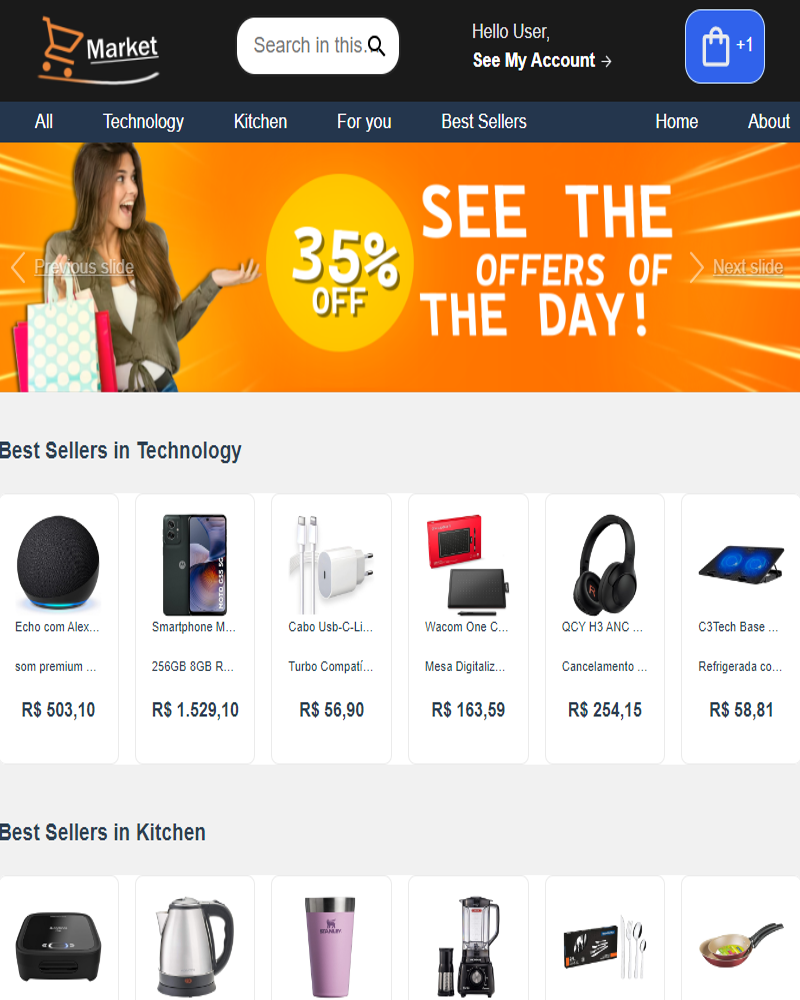 Market
Search in this.
Hello User,
See My Account →
+1
All Technology Kitchen For you Best Sellers Home About
Previous slide
35%
OFF
SEE THE
OFFERS OF
THE DAY!
Next slide
Best Sellers in Technology
Echo com Alex...
som premium ...
R$ 503,10
MOTO G55 5G
Smartphone M...
256GB 8GB R...
R$ 1.529,10
Cabo Usb-C-Li...
Turbo Compatí...
R$ 56,90
Wacom One C...
Mesa Digitaliz...
R$ 163,59
QCY H3 ANC ...
Cancelamento ...
R$ 254,15
C3Tech Base ...
Refrigerada co...
R$ 58,81
Best Sellers in Kitchen
STANLEY